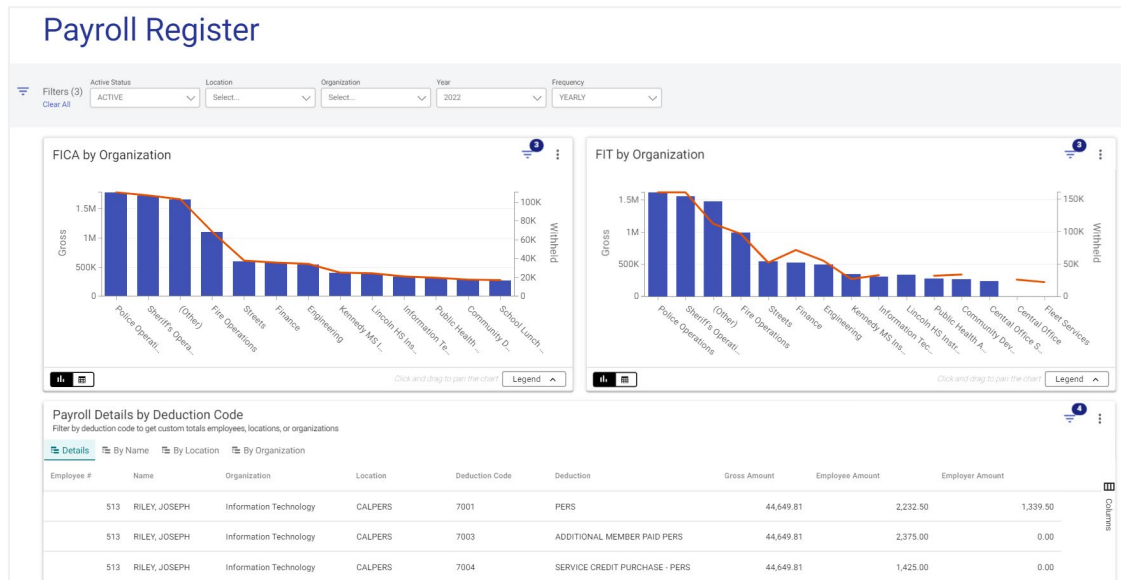 Payroll Register
Filters (3)
Clear All
Active Status
ACTIVE
Location
Select...
Organization
Select...
Year
2022
Frequency
YEARLY
FICA by Organization
3
Gross
1.5M
1M
500K
0
100K
80K
60K
40K
20K
0
Withheld
Police Operati...
Sheriff's Opera...
(Other)
Fire Operations
Streets
Finance
Engineering
Kennedy MS I...
Lincoln HS Ins...
Information Te...
Public Health ...
Community D...
School Lunch ...
Click and drag to pan the chart
Legend
FIT by Organization
3
Gross
1.5M
1M
500K
0
150K
100K
50K
0
Withheld
Police Operations
Sheriff's Operati...
(Other)
Fire Operations
Streets
Finance
Engineering
Kennedy MS Ins...
Information Tec...
Lincoln HS Instr...
Public Health A...
Community Dev...
Central Office S...
Central Office
Fleet Services
Click and drag to pan the chart
Legend
Payroll Details by Deduction Code
4
Filter by deduction code to get custom totals employees, locations, or organizations
Details By Name By Location By Organization
Employee # Name Organization Location Deduction Code Deduction Gross Amount Employee Amount Employer Amount
513 RILEY, JOSEPH Information Technology CALPERS 7001 PERS 44,649.81 2,232.50 1,339.50
513 RILEY, JOSEPH Information Technology CALPERS 7003 ADDITIONAL MEMBER PAID PERS 44,649.81 2,375.00 0.00
513 RILEY, JOSEPH Information Technology CALPERS 7004 SERVICE CREDIT PURCHASE - PERS 44,649.81 1,425.00 0.00
Columns